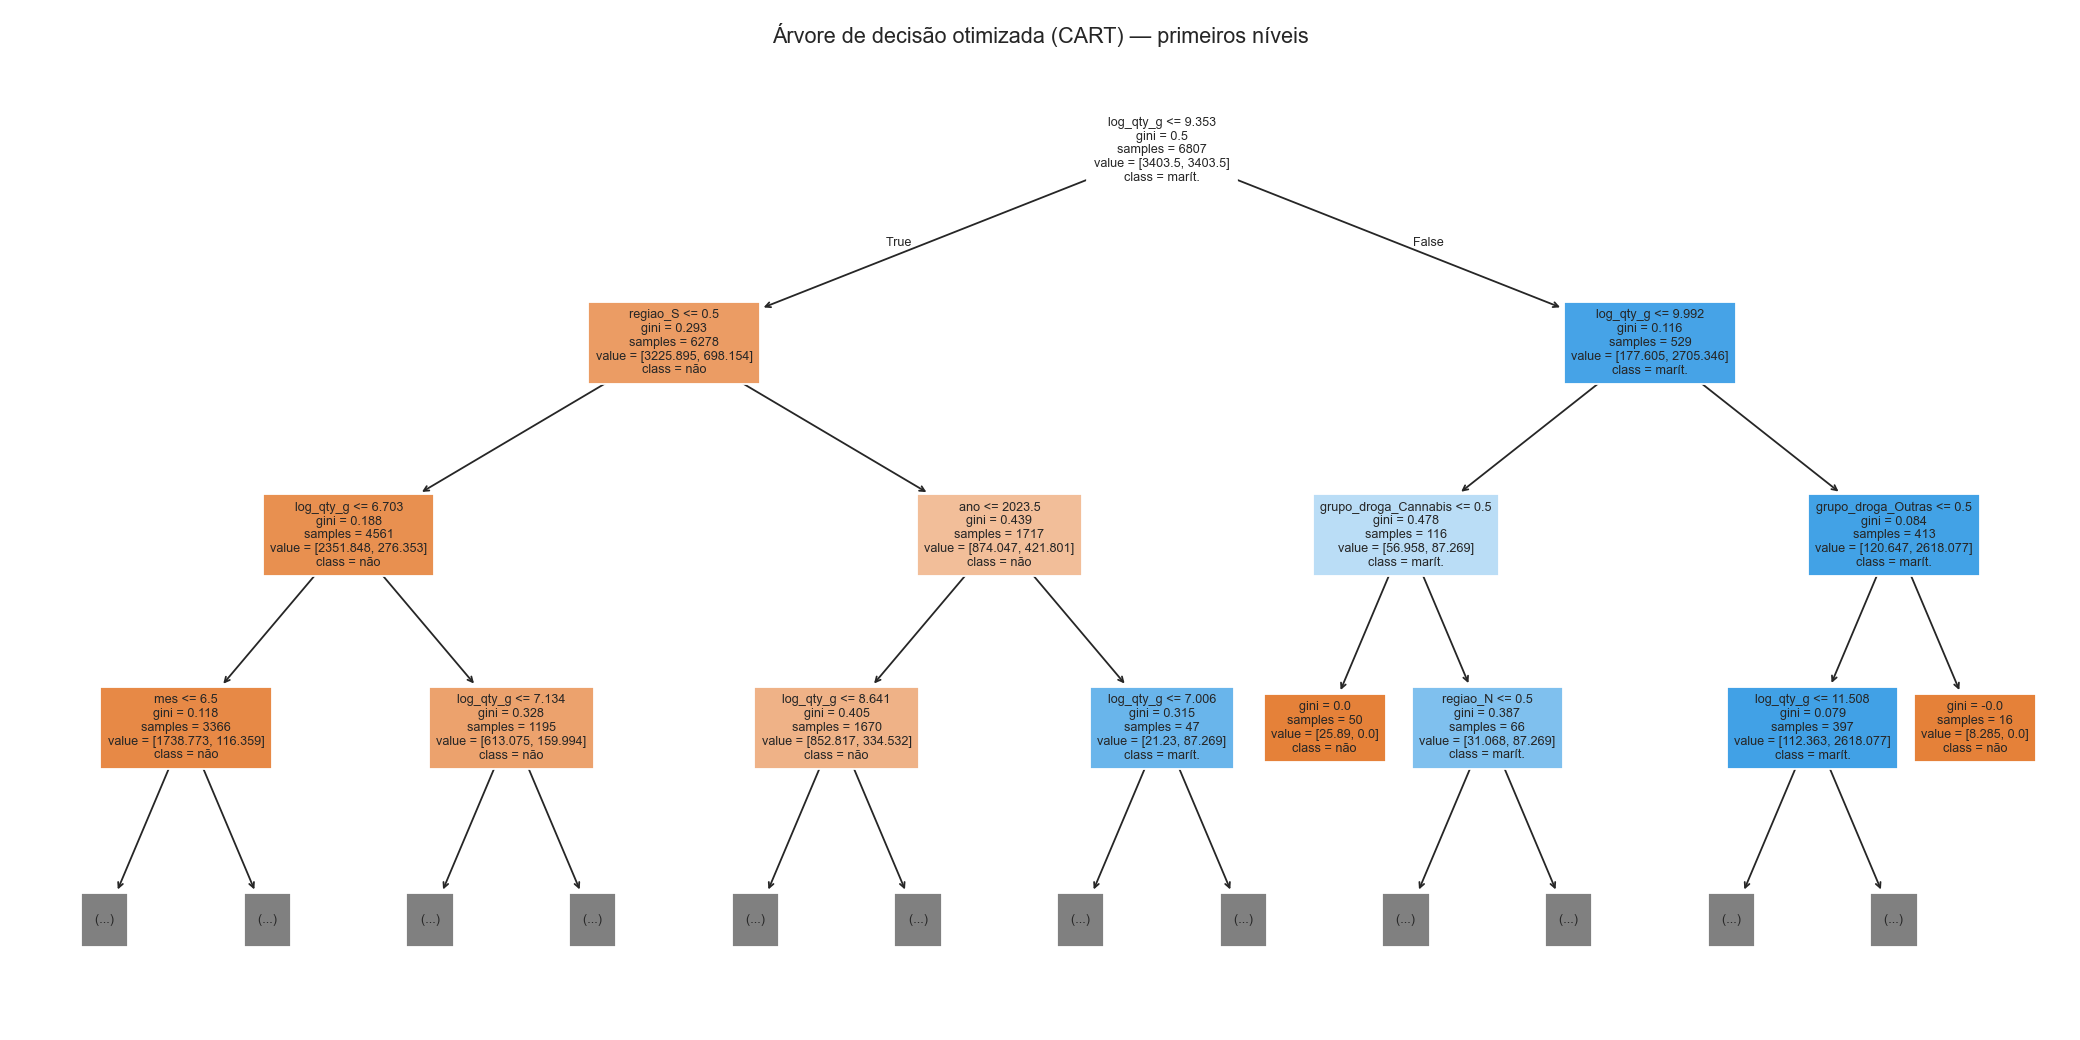 Árvore de decisão otimizada (CART) — primeiros níveis
log_qty_g <= 9.353
gini = 0.5
samples = 6807
value = [3403.5, 3403.5]
class = marít.
True
False
regiao_S <= 0.5
gini = 0.293
samples = 6278
value = [3225.895, 698.154]
class = não
log_qty_g <= 9.992
gini = 0.116
samples = 529
value = [177.605, 2705.346]
class = marít.
log_qty_g <= 6.703
gini = 0.188
samples = 4561
value = [2351.848, 276.353]
class = não
ano <= 2023.5
gini = 0.439
samples = 1717
value = [874.047, 421.801]
class = não
grupo_droga_Cannabis <= 0.5
gini = 0.478
samples = 116
value = [56.958, 87.269]
class = marít.
grupo_droga_Outras <= 0.5
gini = 0.084
samples = 413
value = [120.647, 2618.077]
class = marít.
mes <= 6.5
gini = 0.118
samples = 3366
value = [1738.773, 116.359]
class = não
log_qty_g <= 7.134
gini = 0.328
samples = 1195
value = [613.075, 159.994]
class = não
log_qty_g <= 8.641
gini = 0.405
samples = 1670
value = [852.817, 334.532]
class = não
log_qty_g <= 7.006
gini = 0.315
samples = 47
value = [21.23, 87.269]
class = marít.
gini = 0.0
samples = 50
value = [25.89, 0.0]
class = não
regiao_N <= 0.5
gini = 0.387
samples = 66
value = [31.068, 87.269]
class = marít.
log_qty_g <= 11.508
gini = 0.079
samples = 397
value = [112.363, 2618.077]
class = marít.
gini = -0.0
samples = 16
value = [8.285, 0.0]
class = não
(...)
(...)
(...)
(...)
(...)
(...)
(...)
(...)
(...)
(...)
(...)
(...)